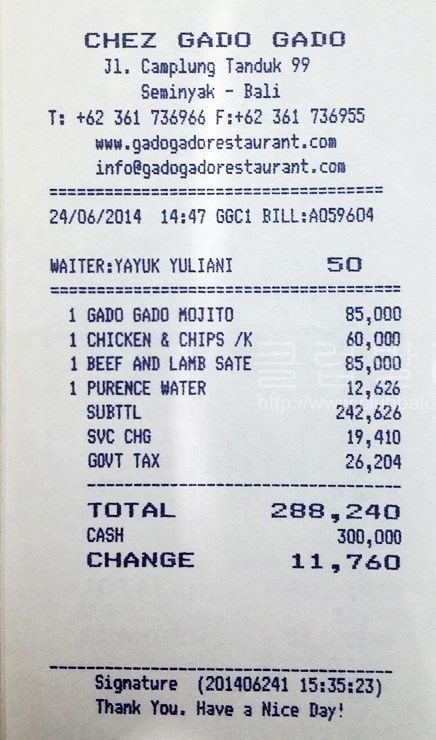 CHEZ GADO GADO
Jl. Camplung Tanduk 99
Seminyak - Bali
T: +62 361 736966 F:+62 361 736955
www.gadogadorestaurant.com
info@gadogadorestaurant.com
==================================
24/06/2014 14:47 GGC1 BILL:A059604
WAITER:YAYUK YULIANI 50
==================================
1 GADO GADO MOJITO 85,000
1 CHICKEN & CHIPS /K 60,000
1 BEEF AND LAMB SATE 85,000
1 PURENCE WATER 12,626
SUBTTL 242,626
SVC CHG 19,410
GOVT TAX 26,204
----------------------------------
TOTAL 288,240
CASH 300,000
CHANGE 11,760
----------------------------------
Signature (201406241 15:35:23)
Thank You. Have a Nice Day!